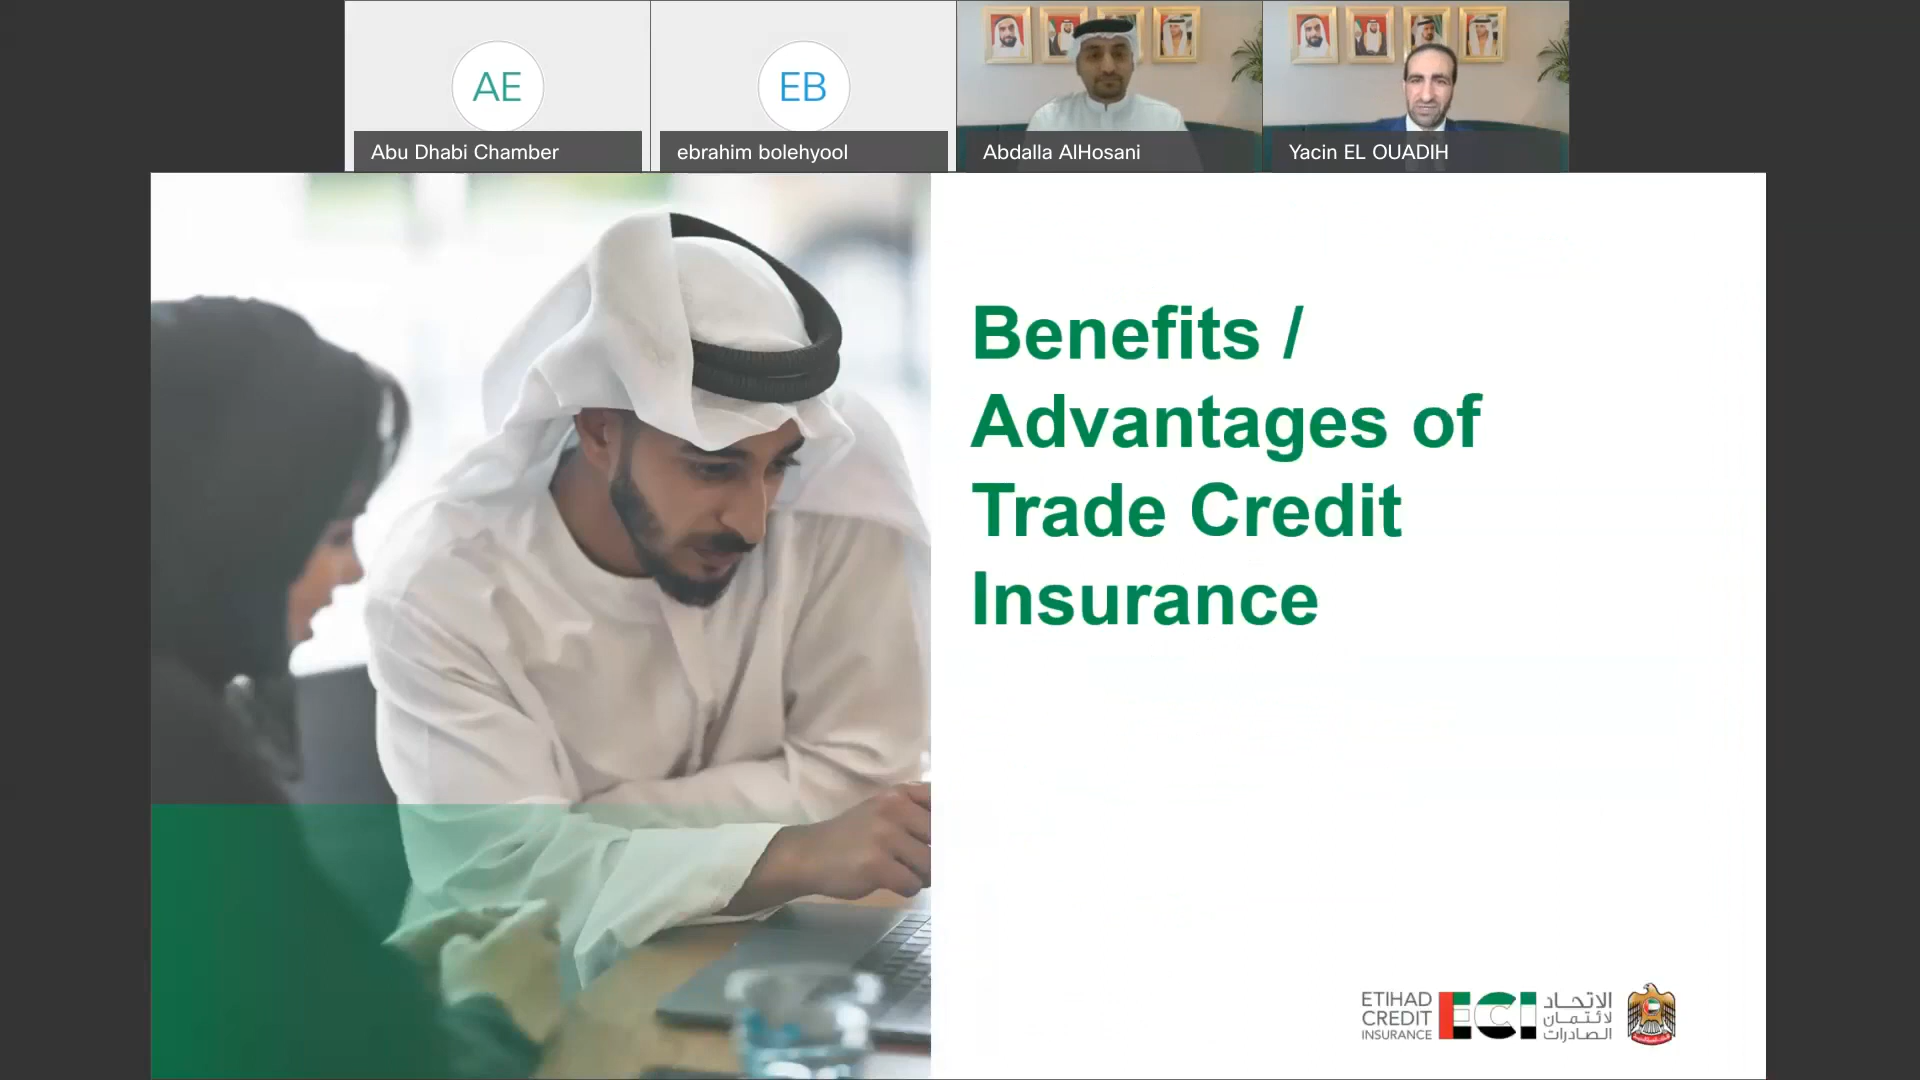 AE
Abu Dhabi Chamber
EB
ebrahim bolehyool
Abdalla AlHosani
Yacin EL OUADIH
Benefits /
Advantages of
Trade Credit
Insurance
ETIHAD
CREDIT
INSURANCE
ECI
الاتحاد
لائتمان
الصادرات